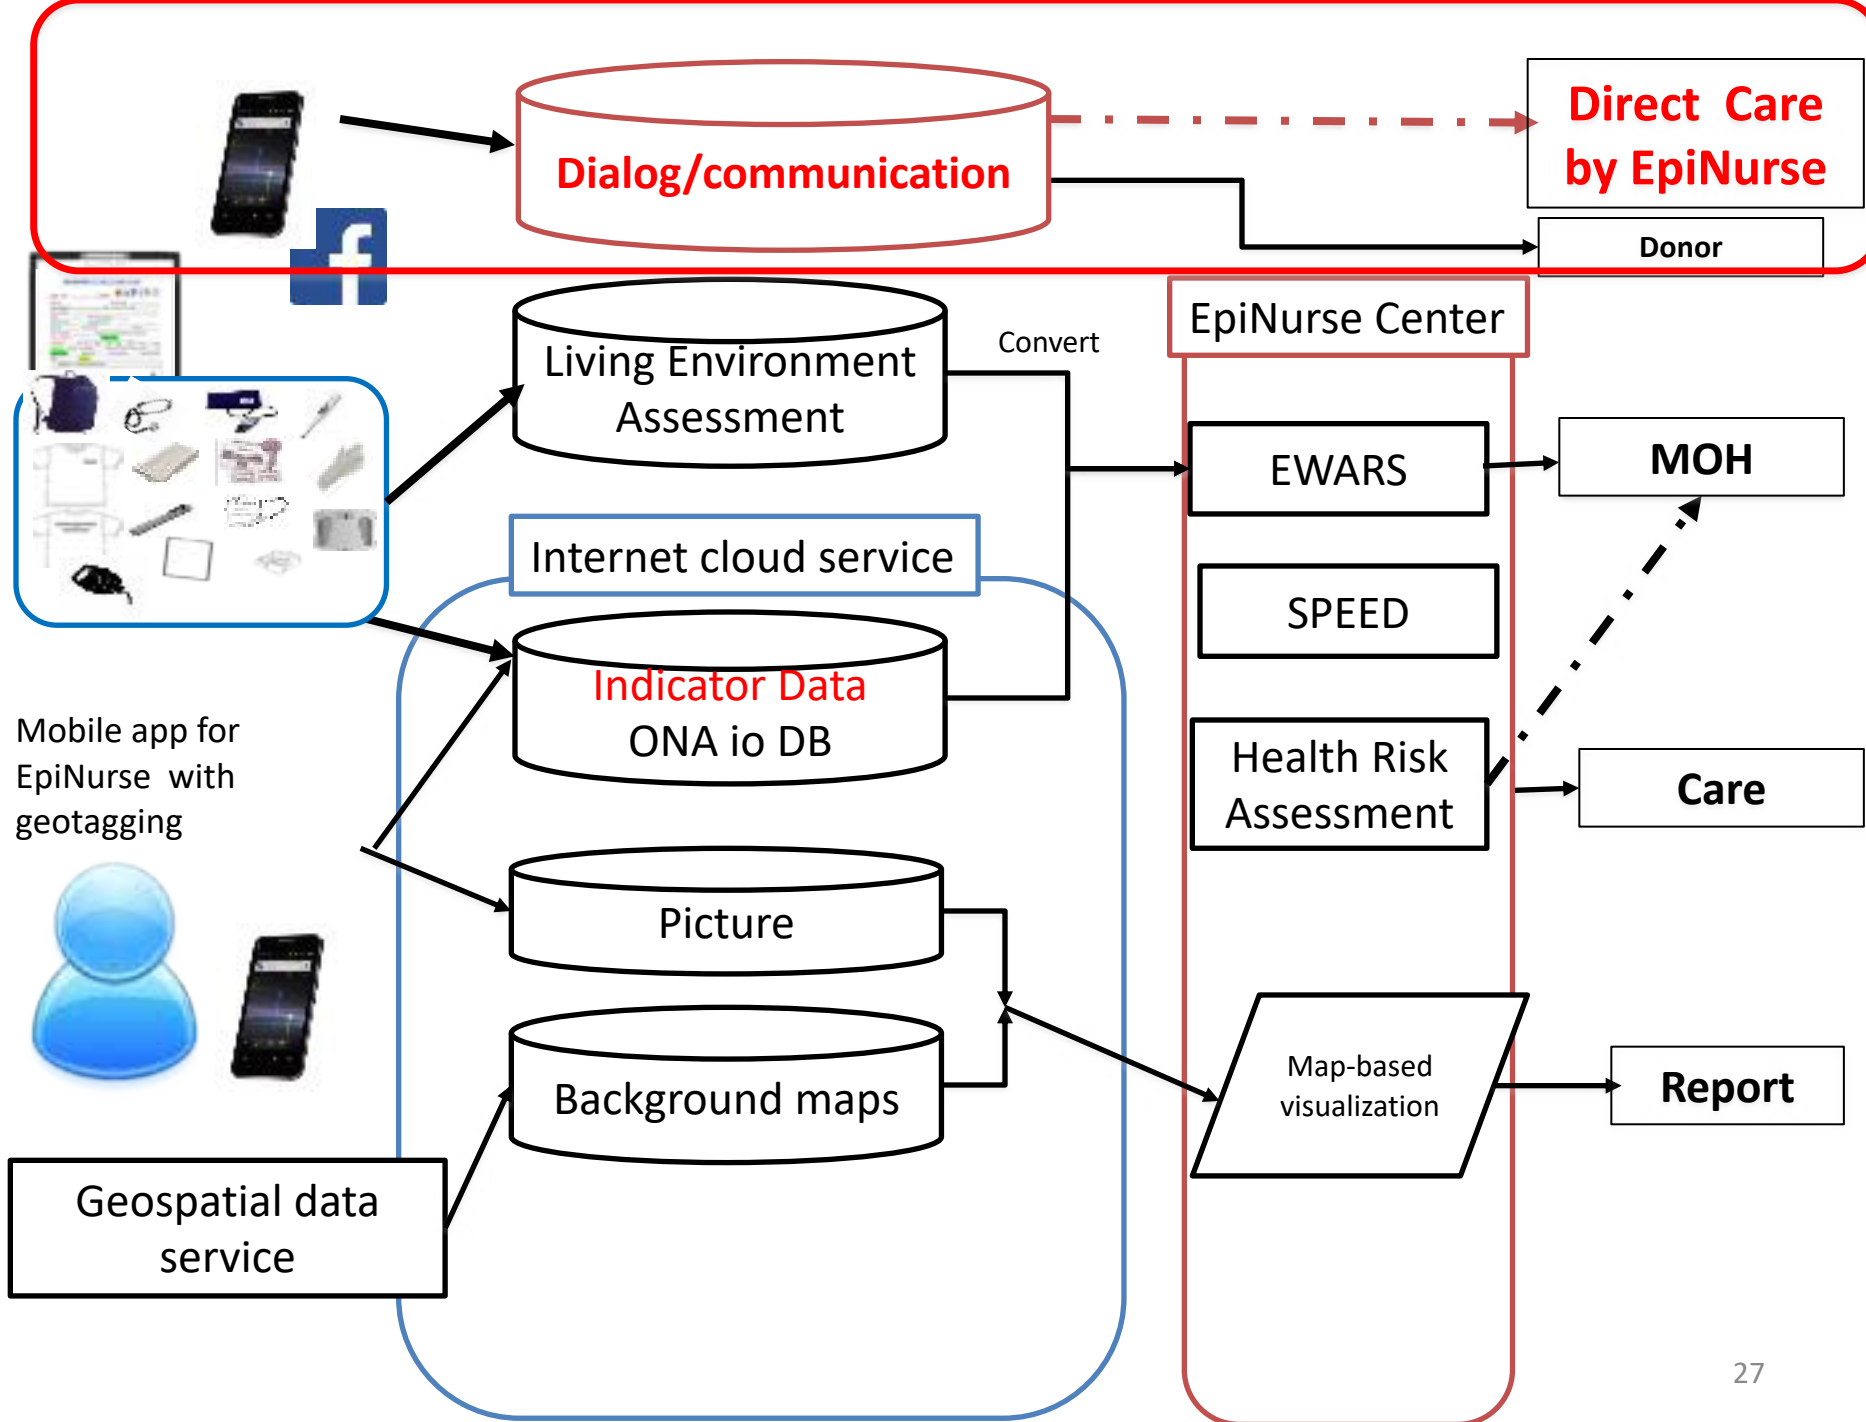 Direct Care
by EpiNurse
Dialog/communication
Donor
f
EpiNurse Center
Living Environment
Assessment
Convert
EWARS
MOH
Internet cloud service
SPEED
Indicator Data
ONA io DB
Mobile app for
EpiNurse with
geotagging
Health Risk
Assessment
Care
Picture
Background maps
Map-based
visualization
Report
Geospatial data
service
27